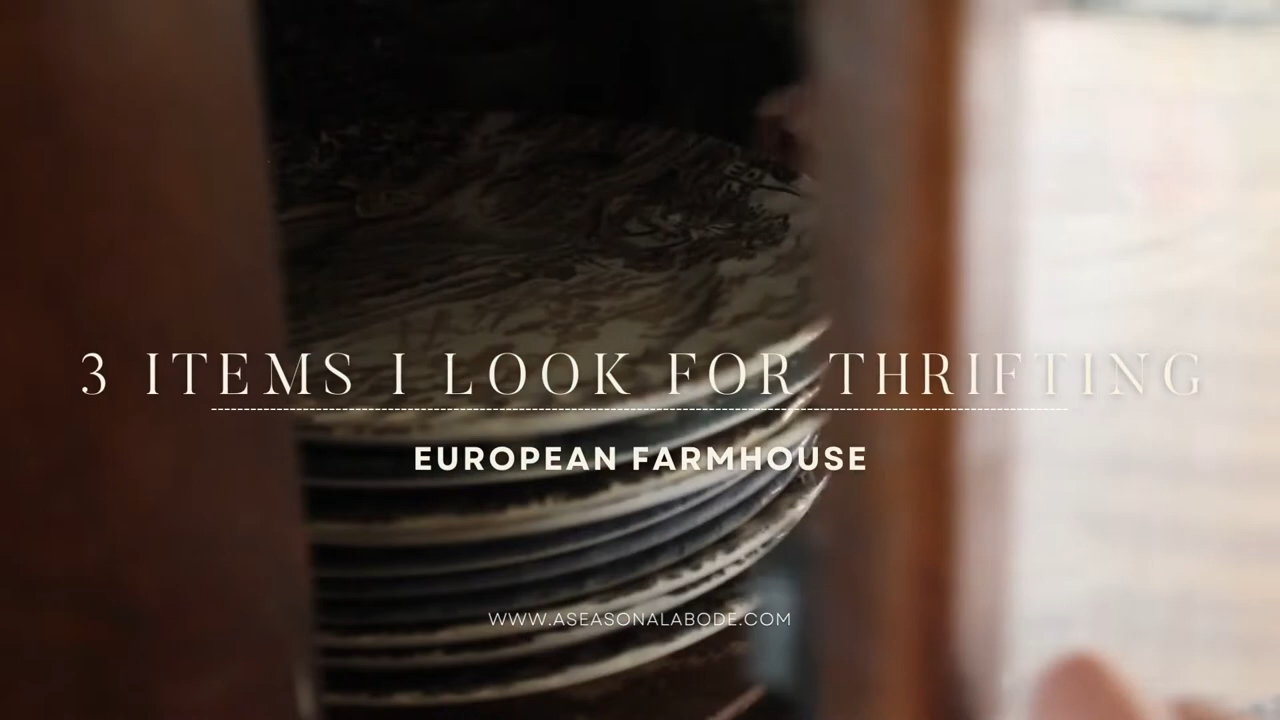 3 ITEMS I LOOK FOR THRIFTING
EUROPEAN FARMHOUSE
WWW.ASEASONALABODE.COM